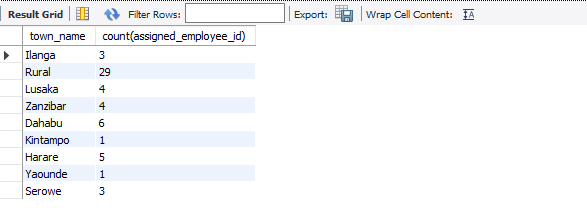 Result Grid Filter Rows: Export: Wrap Cell Content: IA
town_name count(assigned_employee_id)
Ilanga 3
Rural 29
Lusaka 4
Zanzibar 4
Dahabu 6
Kintampo 1
Harare 5
Yaounde 1
Serowe 3